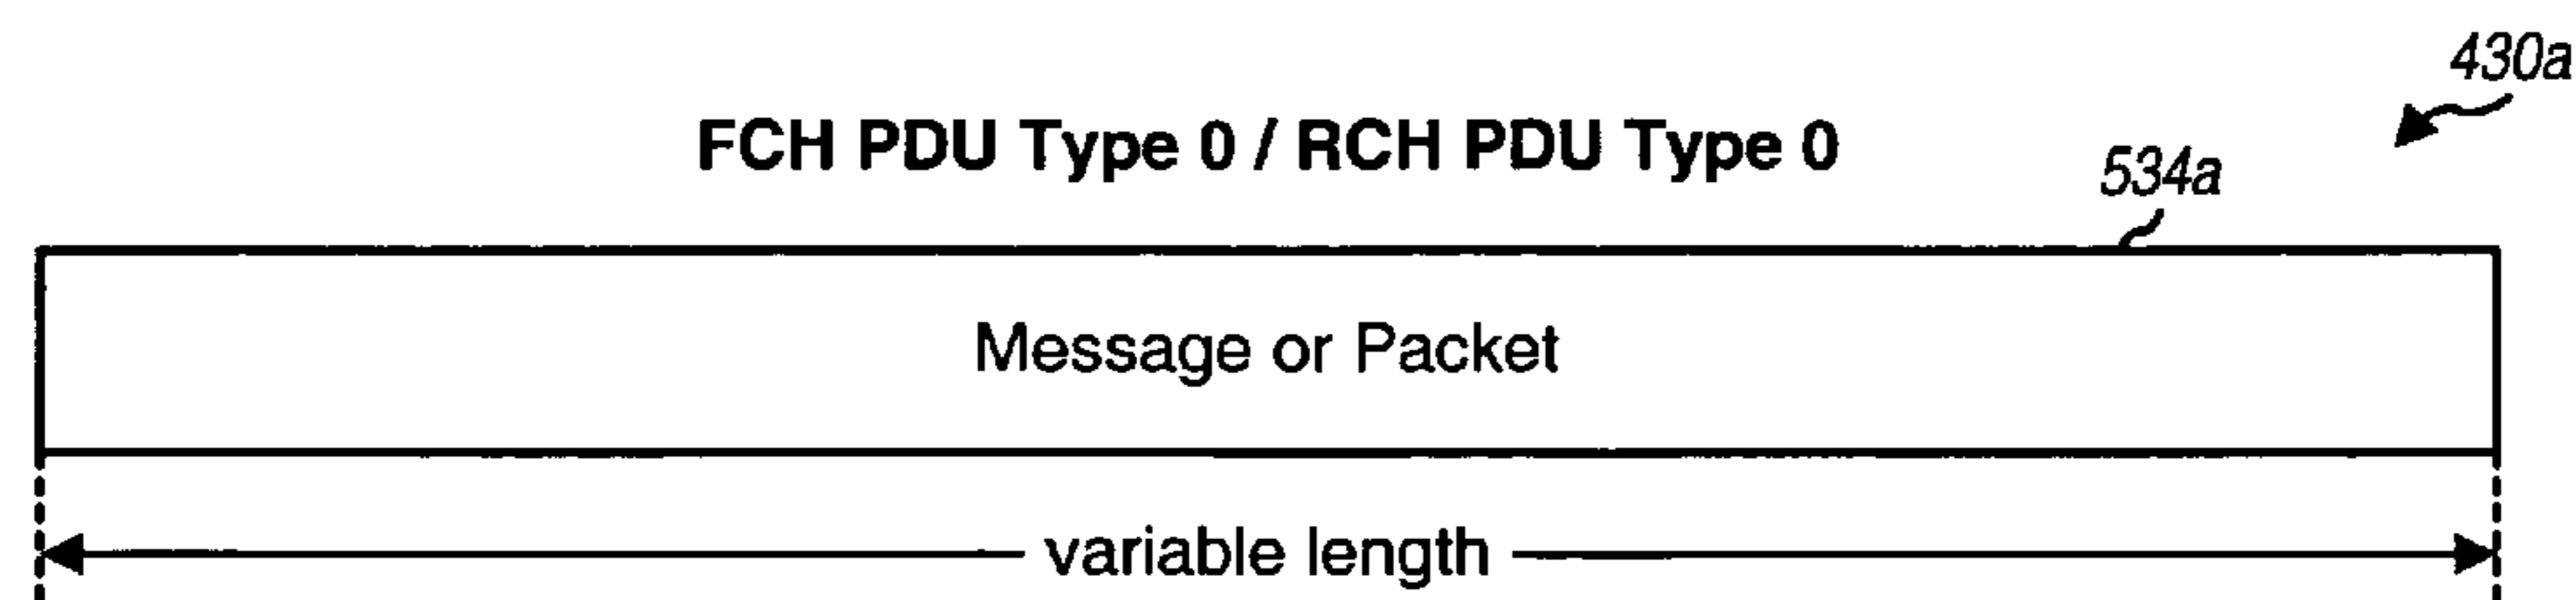 430a
FCH PDU Type 0 / RCH PDU Type 0
534a
Message or Packet
variable length